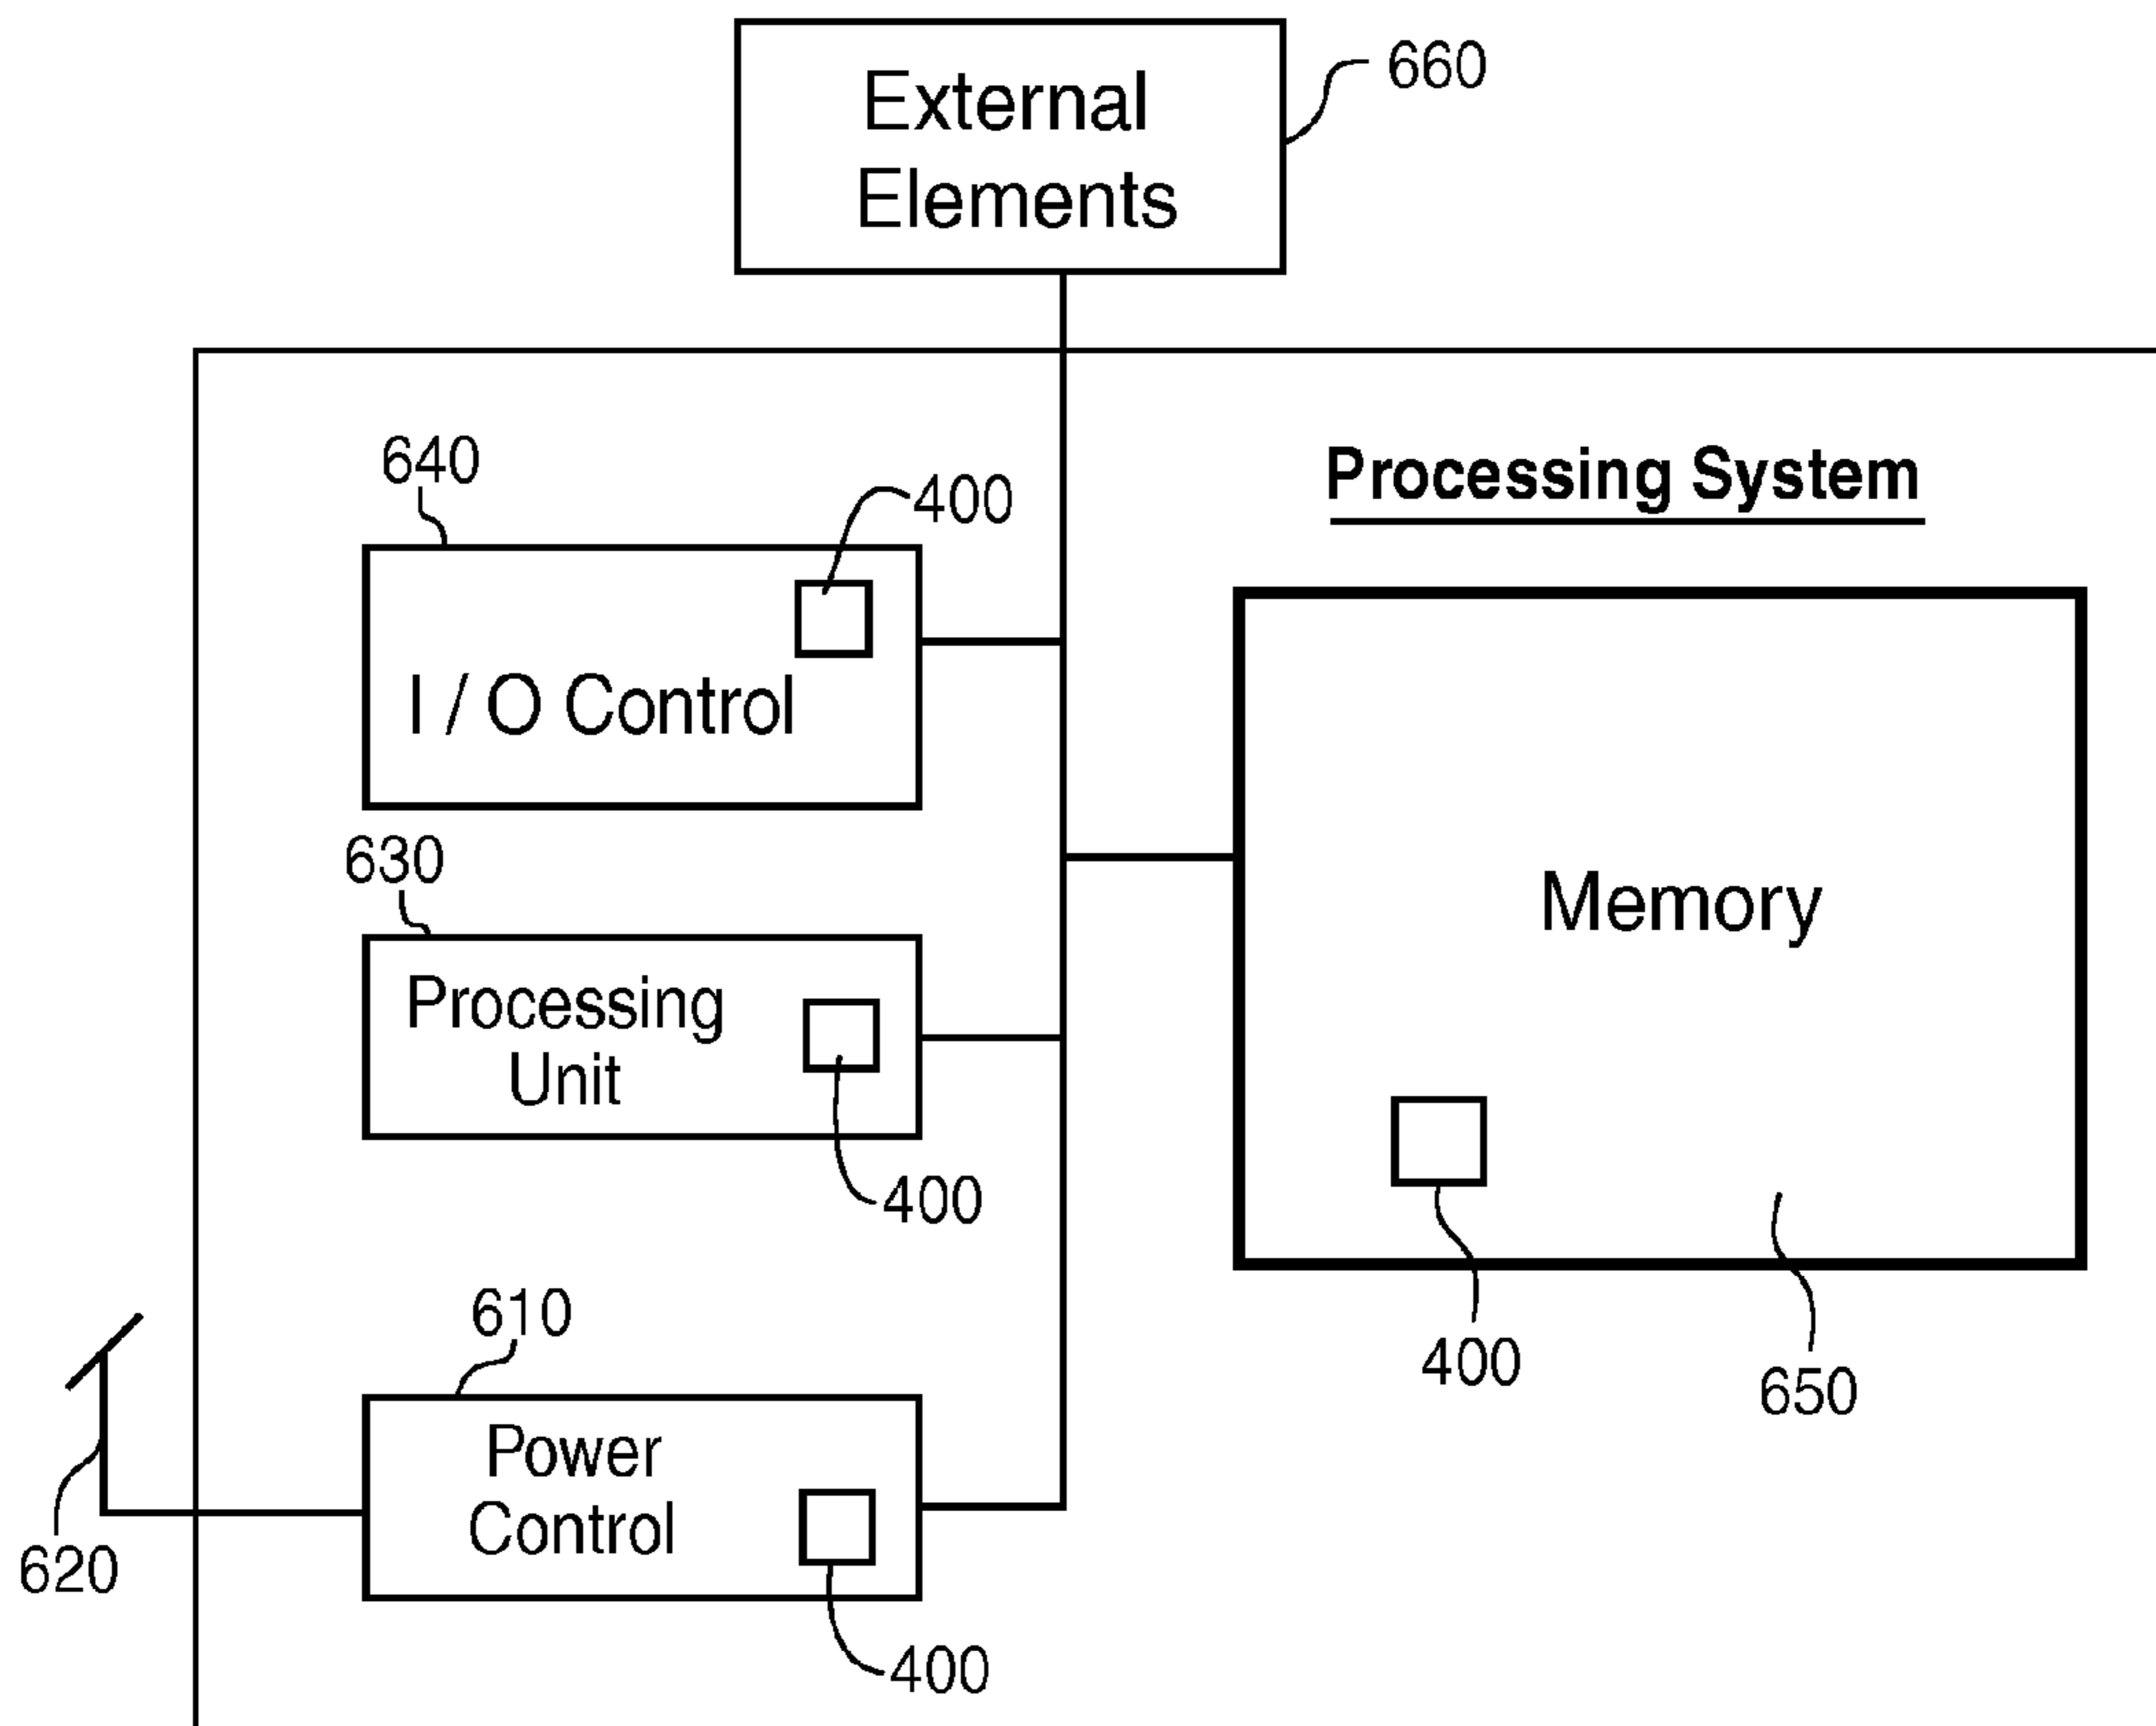 External
Elements
660
640
400
Processing System
I / O Control
630
Memory
Processing
Unit
400
610
400
650
Power
Control
620
400